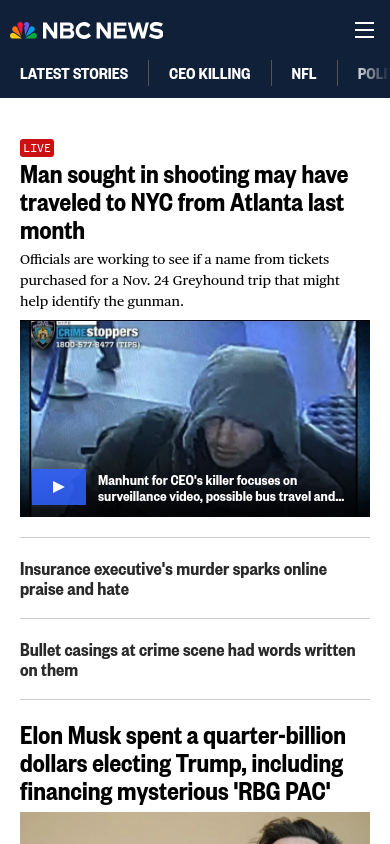 NBC NEWS
LATEST STORIES
CEO KILLING
NFL
POLI
LIVE
Man sought in shooting may have
traveled to NYC from Atlanta last
month
Officials are working to see if a name from tickets
purchased for a Nov. 24 Greyhound trip that might
help identify the gunman.
CRIMEstoppers
1-800-577-8477 (TIPS)
Manhunt for CEO's killer focuses on
surveillance video, possible bus travel and...
Insurance executive's murder sparks online
praise and hate
Bullet casings at crime scene had words written
on them
Elon Musk spent a quarter-billion
dollars electing Trump, including
financing mysterious 'RBG PAC'